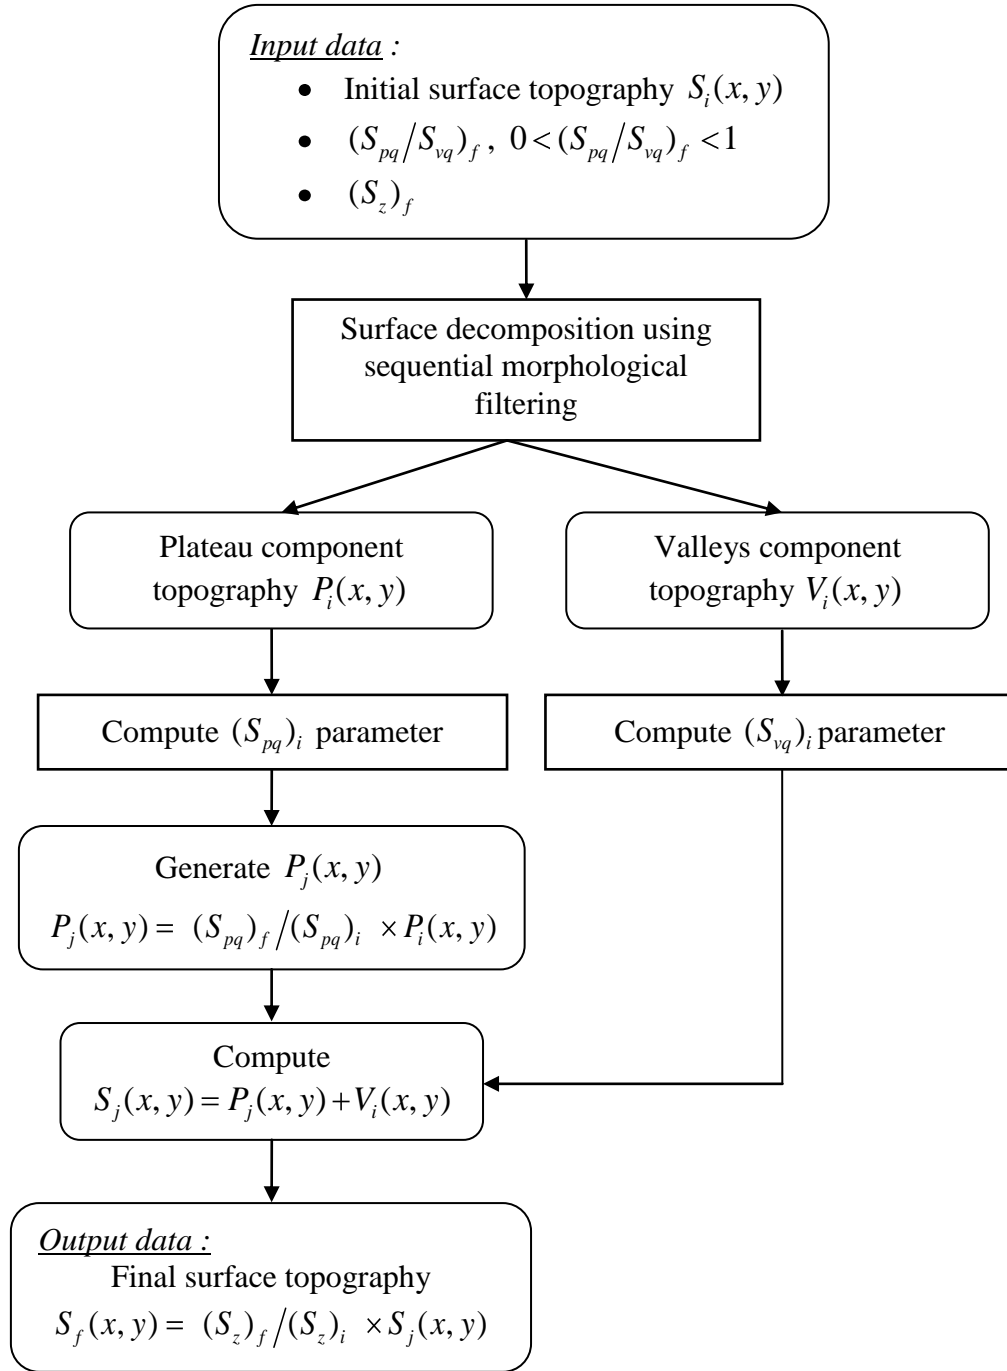 Input data :
• Initial surface topography S_i(x, y)
• (S_pq/S_vq)_f , 0 < (S_pq/S_vq)_f < 1
• (S_z)_f
Surface decomposition using
sequential morphological
filtering
Plateau component
topography P_i(x, y)
Valleys component
topography V_i(x, y)
Compute (S_pq)_i parameter
Compute (S_vq)_i parameter
Generate P_j(x, y)
P_j(x, y) = (S_pq)_f/(S_pq)_i × P_i(x, y)
Compute
S_j(x, y) = P_j(x, y) + V_i(x, y)
Output data :
Final surface topography
S_f(x, y) = (S_z)_f/(S_z)_i × S_j(x, y)